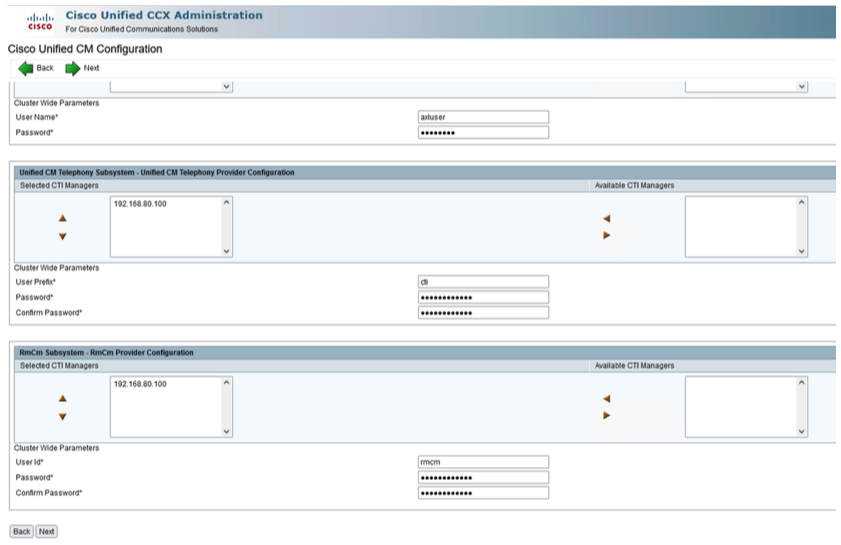 Cisco Unified CCX Administration
CISCO
For Cisco Unified Communications Solutions
Cisco Unified CM Configuration
Back Next
Cluster Wide Parameters
User Name* axluser
Password* ••••••••
Unified CM Telephony Subsystem - Unified CM Telephony Provider Configuration
Selected CTI Managers Available CTI Managers
192.168.80.100
Cluster Wide Parameters
User Prefix* cti
Password* ••••••••••••
Confirm Password* ••••••••••••
RmCm Subsystem - RmCm Provider Configuration
Selected CTI Managers Available CTI Managers
192.168.80.100
Cluster Wide Parameters
User Id* rmcm
Password* ••••••••••••
Confirm Password* ••••••••••••
Back Next